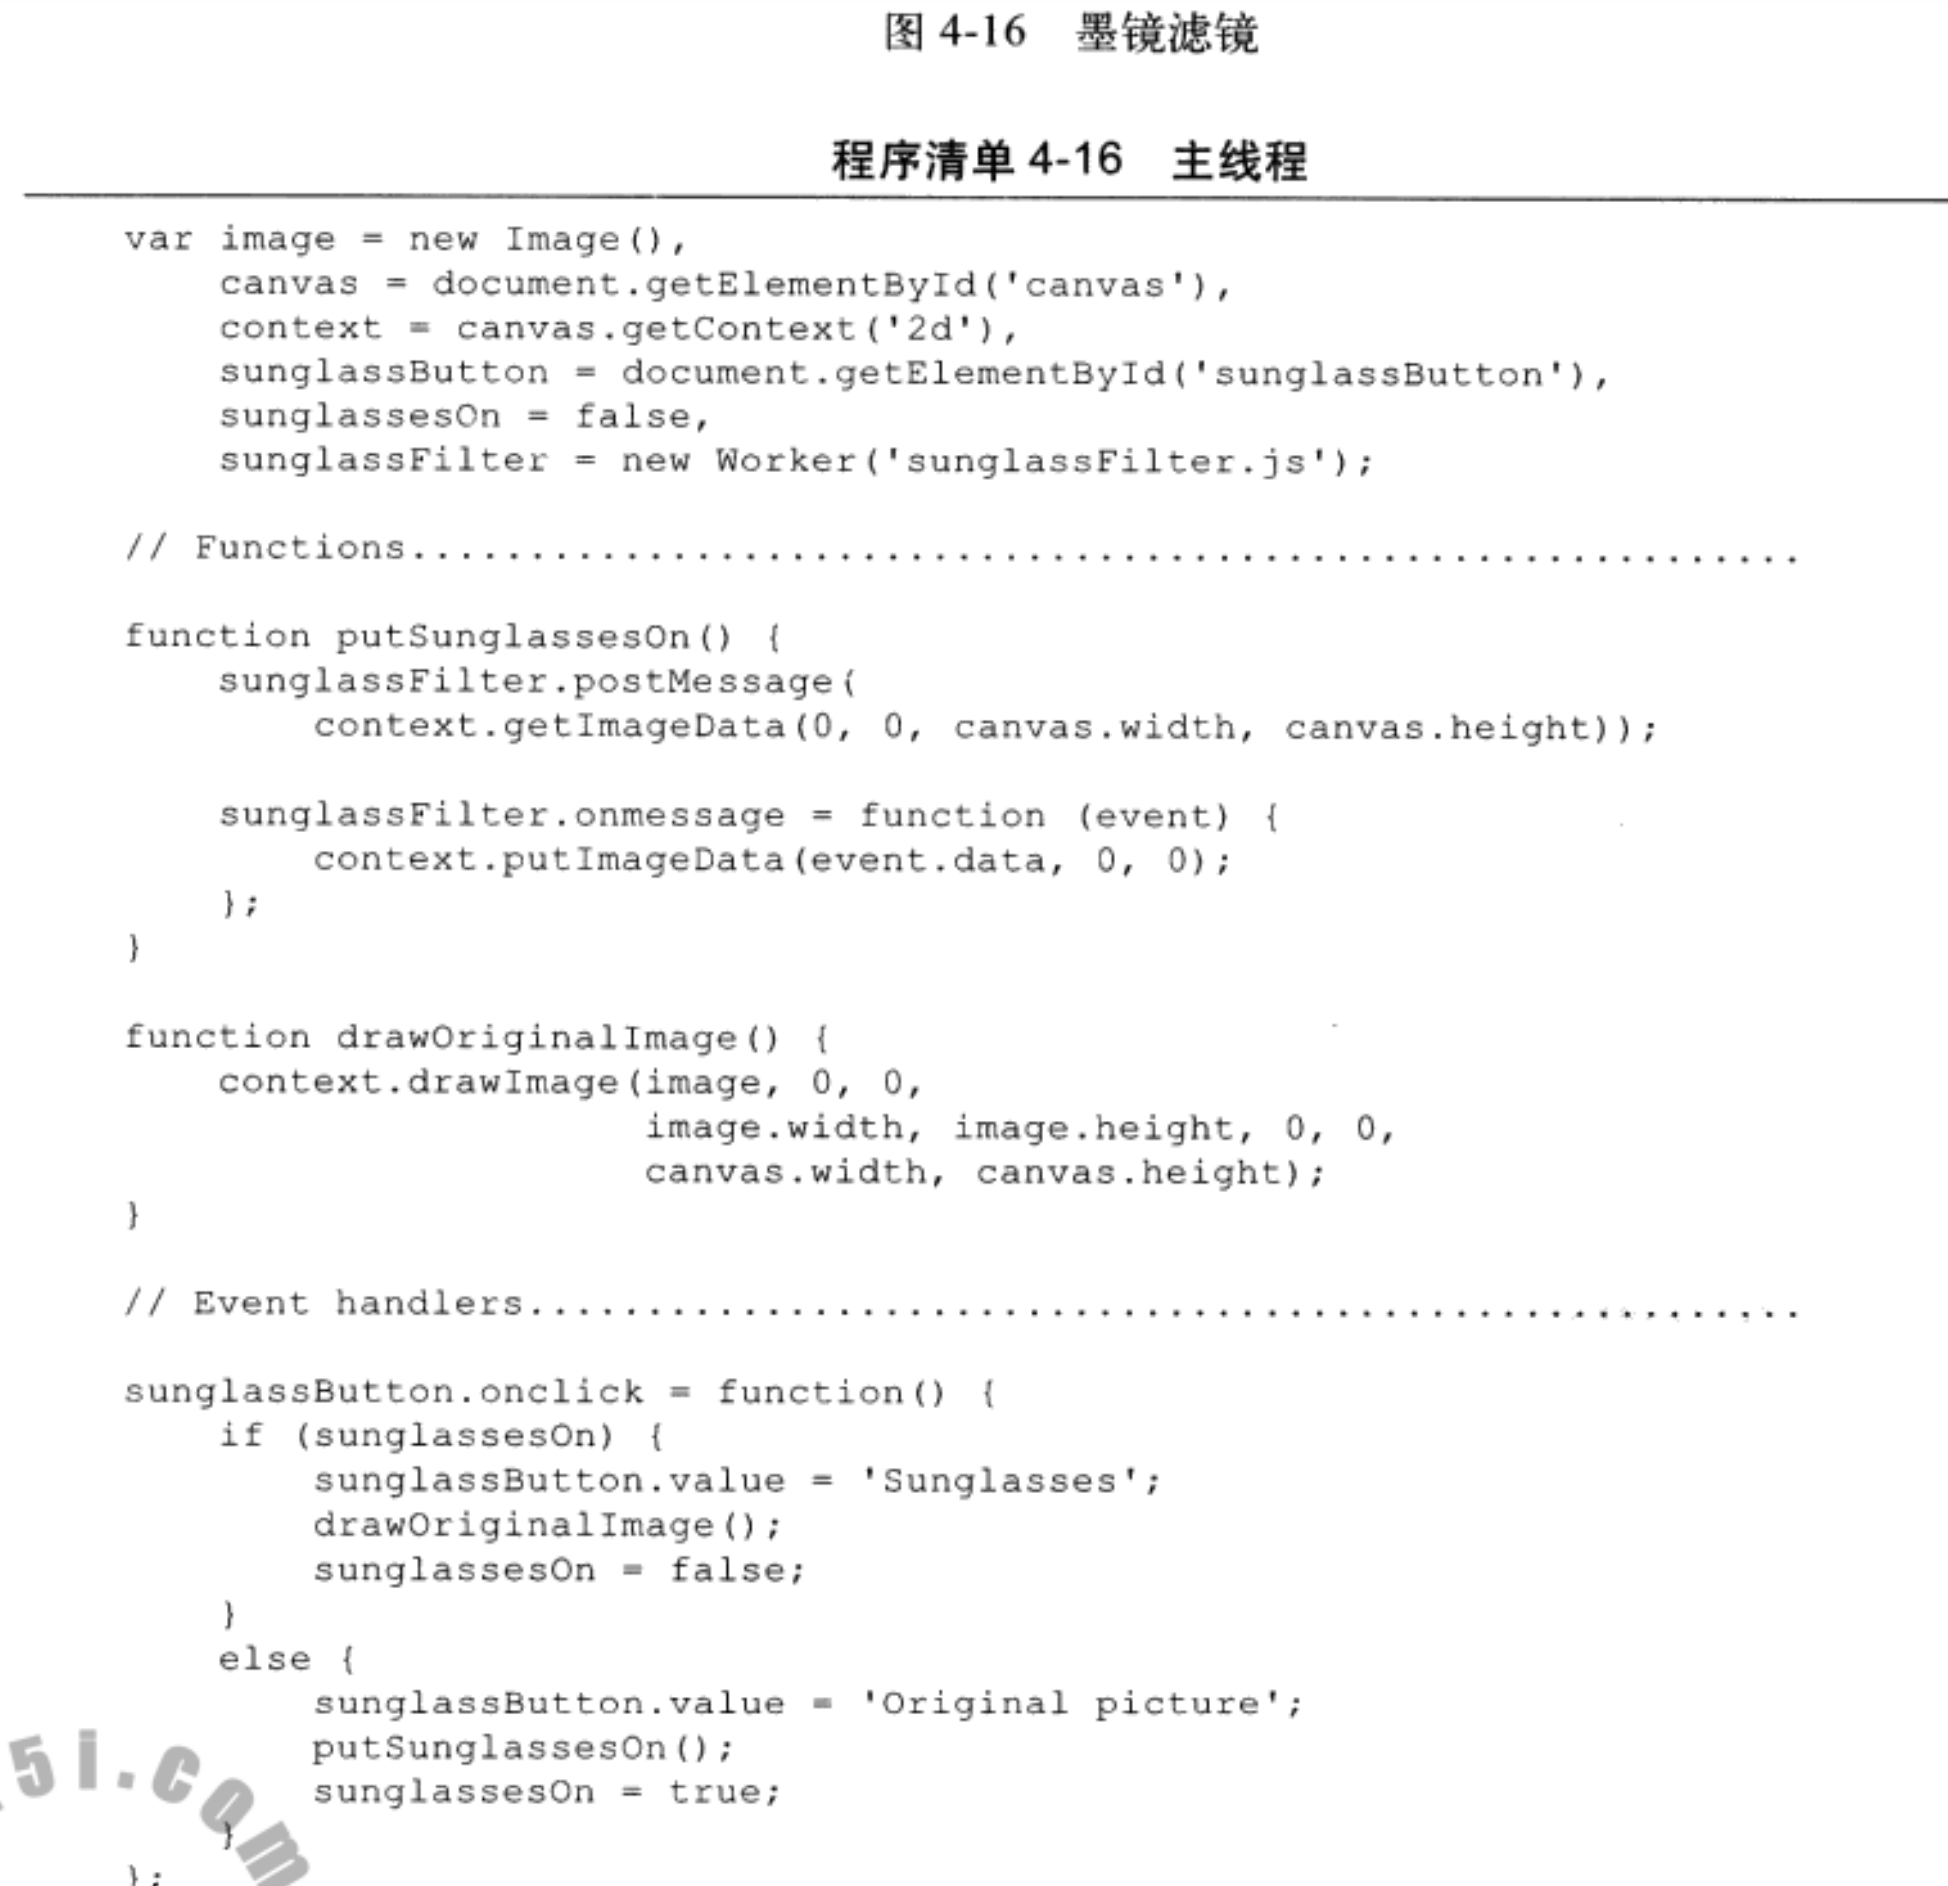 图 4-16 墨镜滤镜
程序清单 4-16 主线程
var image = new Image(),
    canvas = document.getElementById('canvas'),
    context = canvas.getContext('2d'),
    sunglassButton = document.getElementById('sunglassButton'),
    sunglassesOn = false,
    sunglassFilter = new Worker('sunglassFilter.js');
// Functions...........................................................
function putSunglassesOn() {
    sunglassFilter.postMessage(
        context.getImageData(0, 0, canvas.width, canvas.height));
    sunglassFilter.onmessage = function (event) {
        context.putImageData(event.data, 0, 0);
    };
}
function drawOriginalImage() {
    context.drawImage(image, 0, 0,
                      image.width, image.height, 0, 0,
                      canvas.width, canvas.height);
}
// Event handlers......................................................
sunglassButton.onclick = function() {
    if (sunglassesOn) {
        sunglassButton.value = 'Sunglasses';
        drawOriginalImage();
        sunglassesOn = false;
    }
    else {
        sunglassButton.value = 'Original picture';
        putSunglassesOn();
        sunglassesOn = true;
    }
};
5i.com